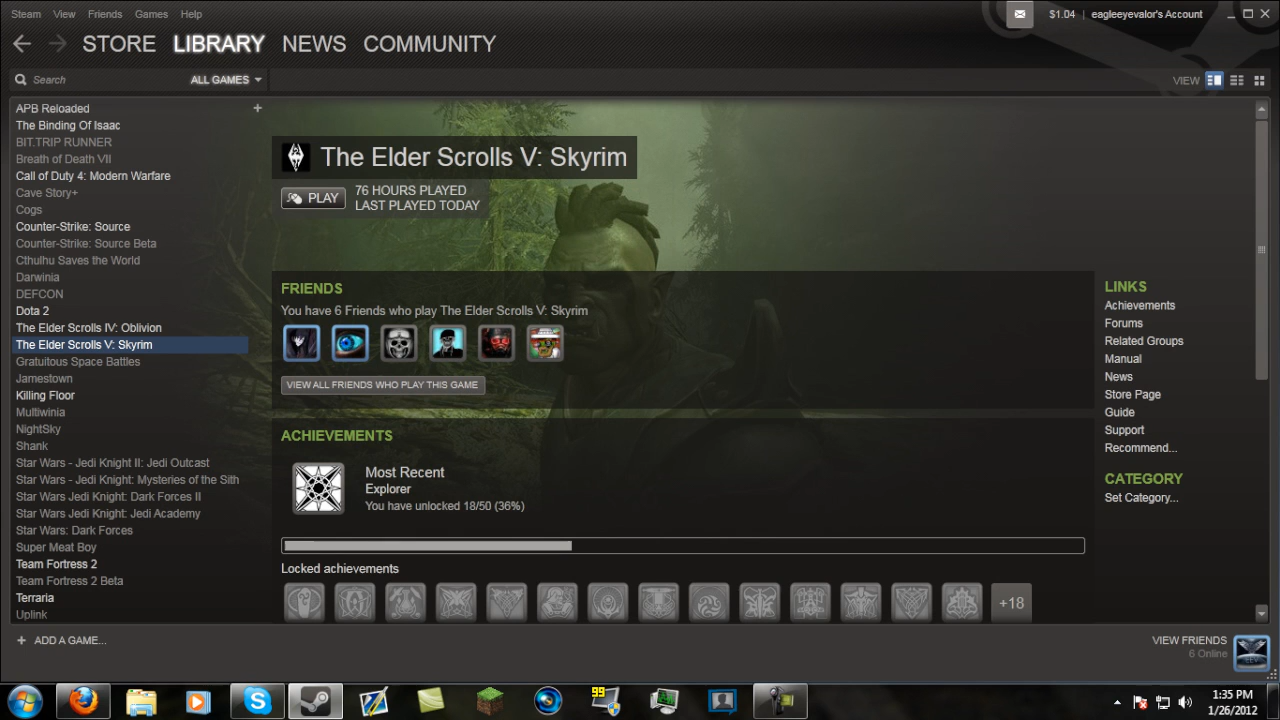 Steam View Friends Games Help
$1.04 | eagleeyevalor's Account
STORE LIBRARY NEWS COMMUNITY
Search
ALL GAMES
VIEW
APB Reloaded
The Binding Of Isaac
BIT.TRIP RUNNER
Breath of Death VII
Call of Duty 4: Modern Warfare
Cave Story+
Cogs
Counter-Strike: Source
Counter-Strike: Source Beta
Cthulhu Saves the World
Darwinia
DEFCON
Dota 2
The Elder Scrolls IV: Oblivion
The Elder Scrolls V: Skyrim
Gratuitous Space Battles
Jamestown
Killing Floor
Multiwinia
NightSky
Shank
Star Wars - Jedi Knight II: Jedi Outcast
Star Wars - Jedi Knight: Mysteries of the Sith
Star Wars Jedi Knight: Dark Forces II
Star Wars Jedi Knight: Jedi Academy
Star Wars: Dark Forces
Super Meat Boy
Team Fortress 2
Team Fortress 2 Beta
Terraria
Uplink
+ ADD A GAME...
The Elder Scrolls V: Skyrim
PLAY
76 HOURS PLAYED
LAST PLAYED TODAY
FRIENDS
You have 6 Friends who play The Elder Scrolls V: Skyrim
VIEW ALL FRIENDS WHO PLAY THIS GAME
ACHIEVEMENTS
Most Recent
Explorer
You have unlocked 18/50 (36%)
Locked achievements
+18
LINKS
Achievements
Forums
Related Groups
Manual
News
Store Page
Guide
Support
Recommend...
CATEGORY
Set Category...
VIEW FRIENDS
6 Online
99
1:35 PM
1/26/2012